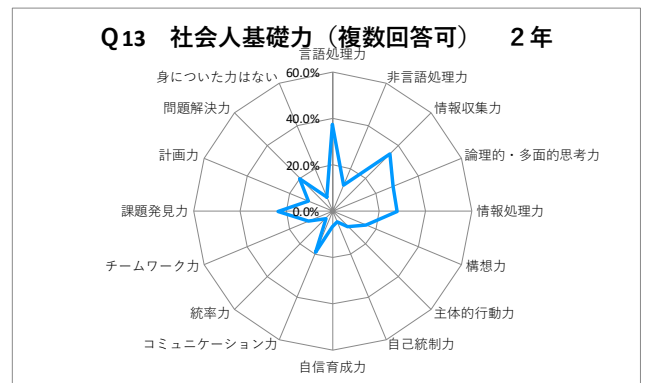 Q13 社会人基礎力（複数回答可） 2年
言語処理力
非言語処理力
情報収集力
論理的・多面的思考力
情報処理力
構想力
主体的行動力
自己統制力
自信育成力
コミュニケーション力
統率力
チームワーク力
課題発見力
計画力
問題解決力
身についた力はない
60.0%
40.0%
20.0%
0.0%